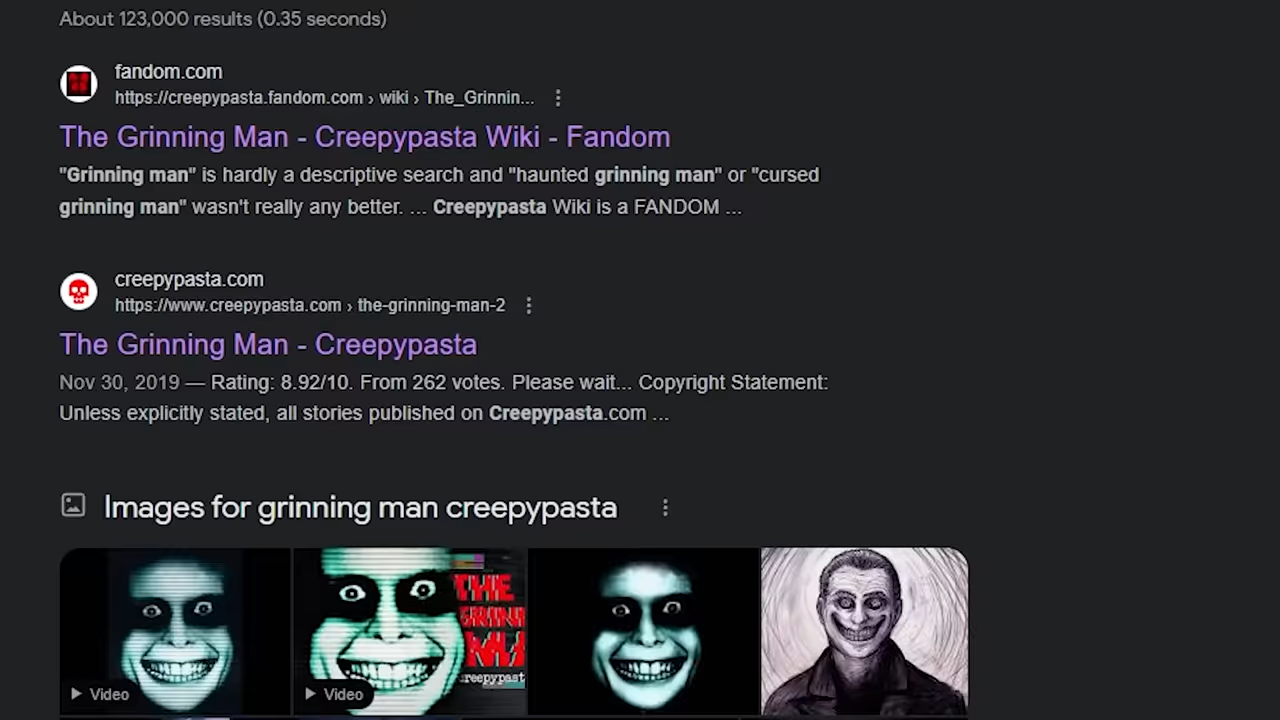 About 123,000 results (0.35 seconds)
fandom.com
https://creepypasta.fandom.com › wiki › The_Grinnin...
The Grinning Man - Creepypasta Wiki - Fandom
"Grinning man" is hardly a descriptive search and "haunted grinning man" or "cursed
grinning man" wasn't really any better. ... Creepypasta Wiki is a FANDOM ...
creepypasta.com
https://www.creepypasta.com › the-grinning-man-2
The Grinning Man - Creepypasta
Nov 30, 2019 — Rating: 8.92/10. From 262 votes. Please wait... Copyright Statement:
Unless explicitly stated, all stories published on Creepypasta.com ...
Images for grinning man creepypasta
THE
Video
Video